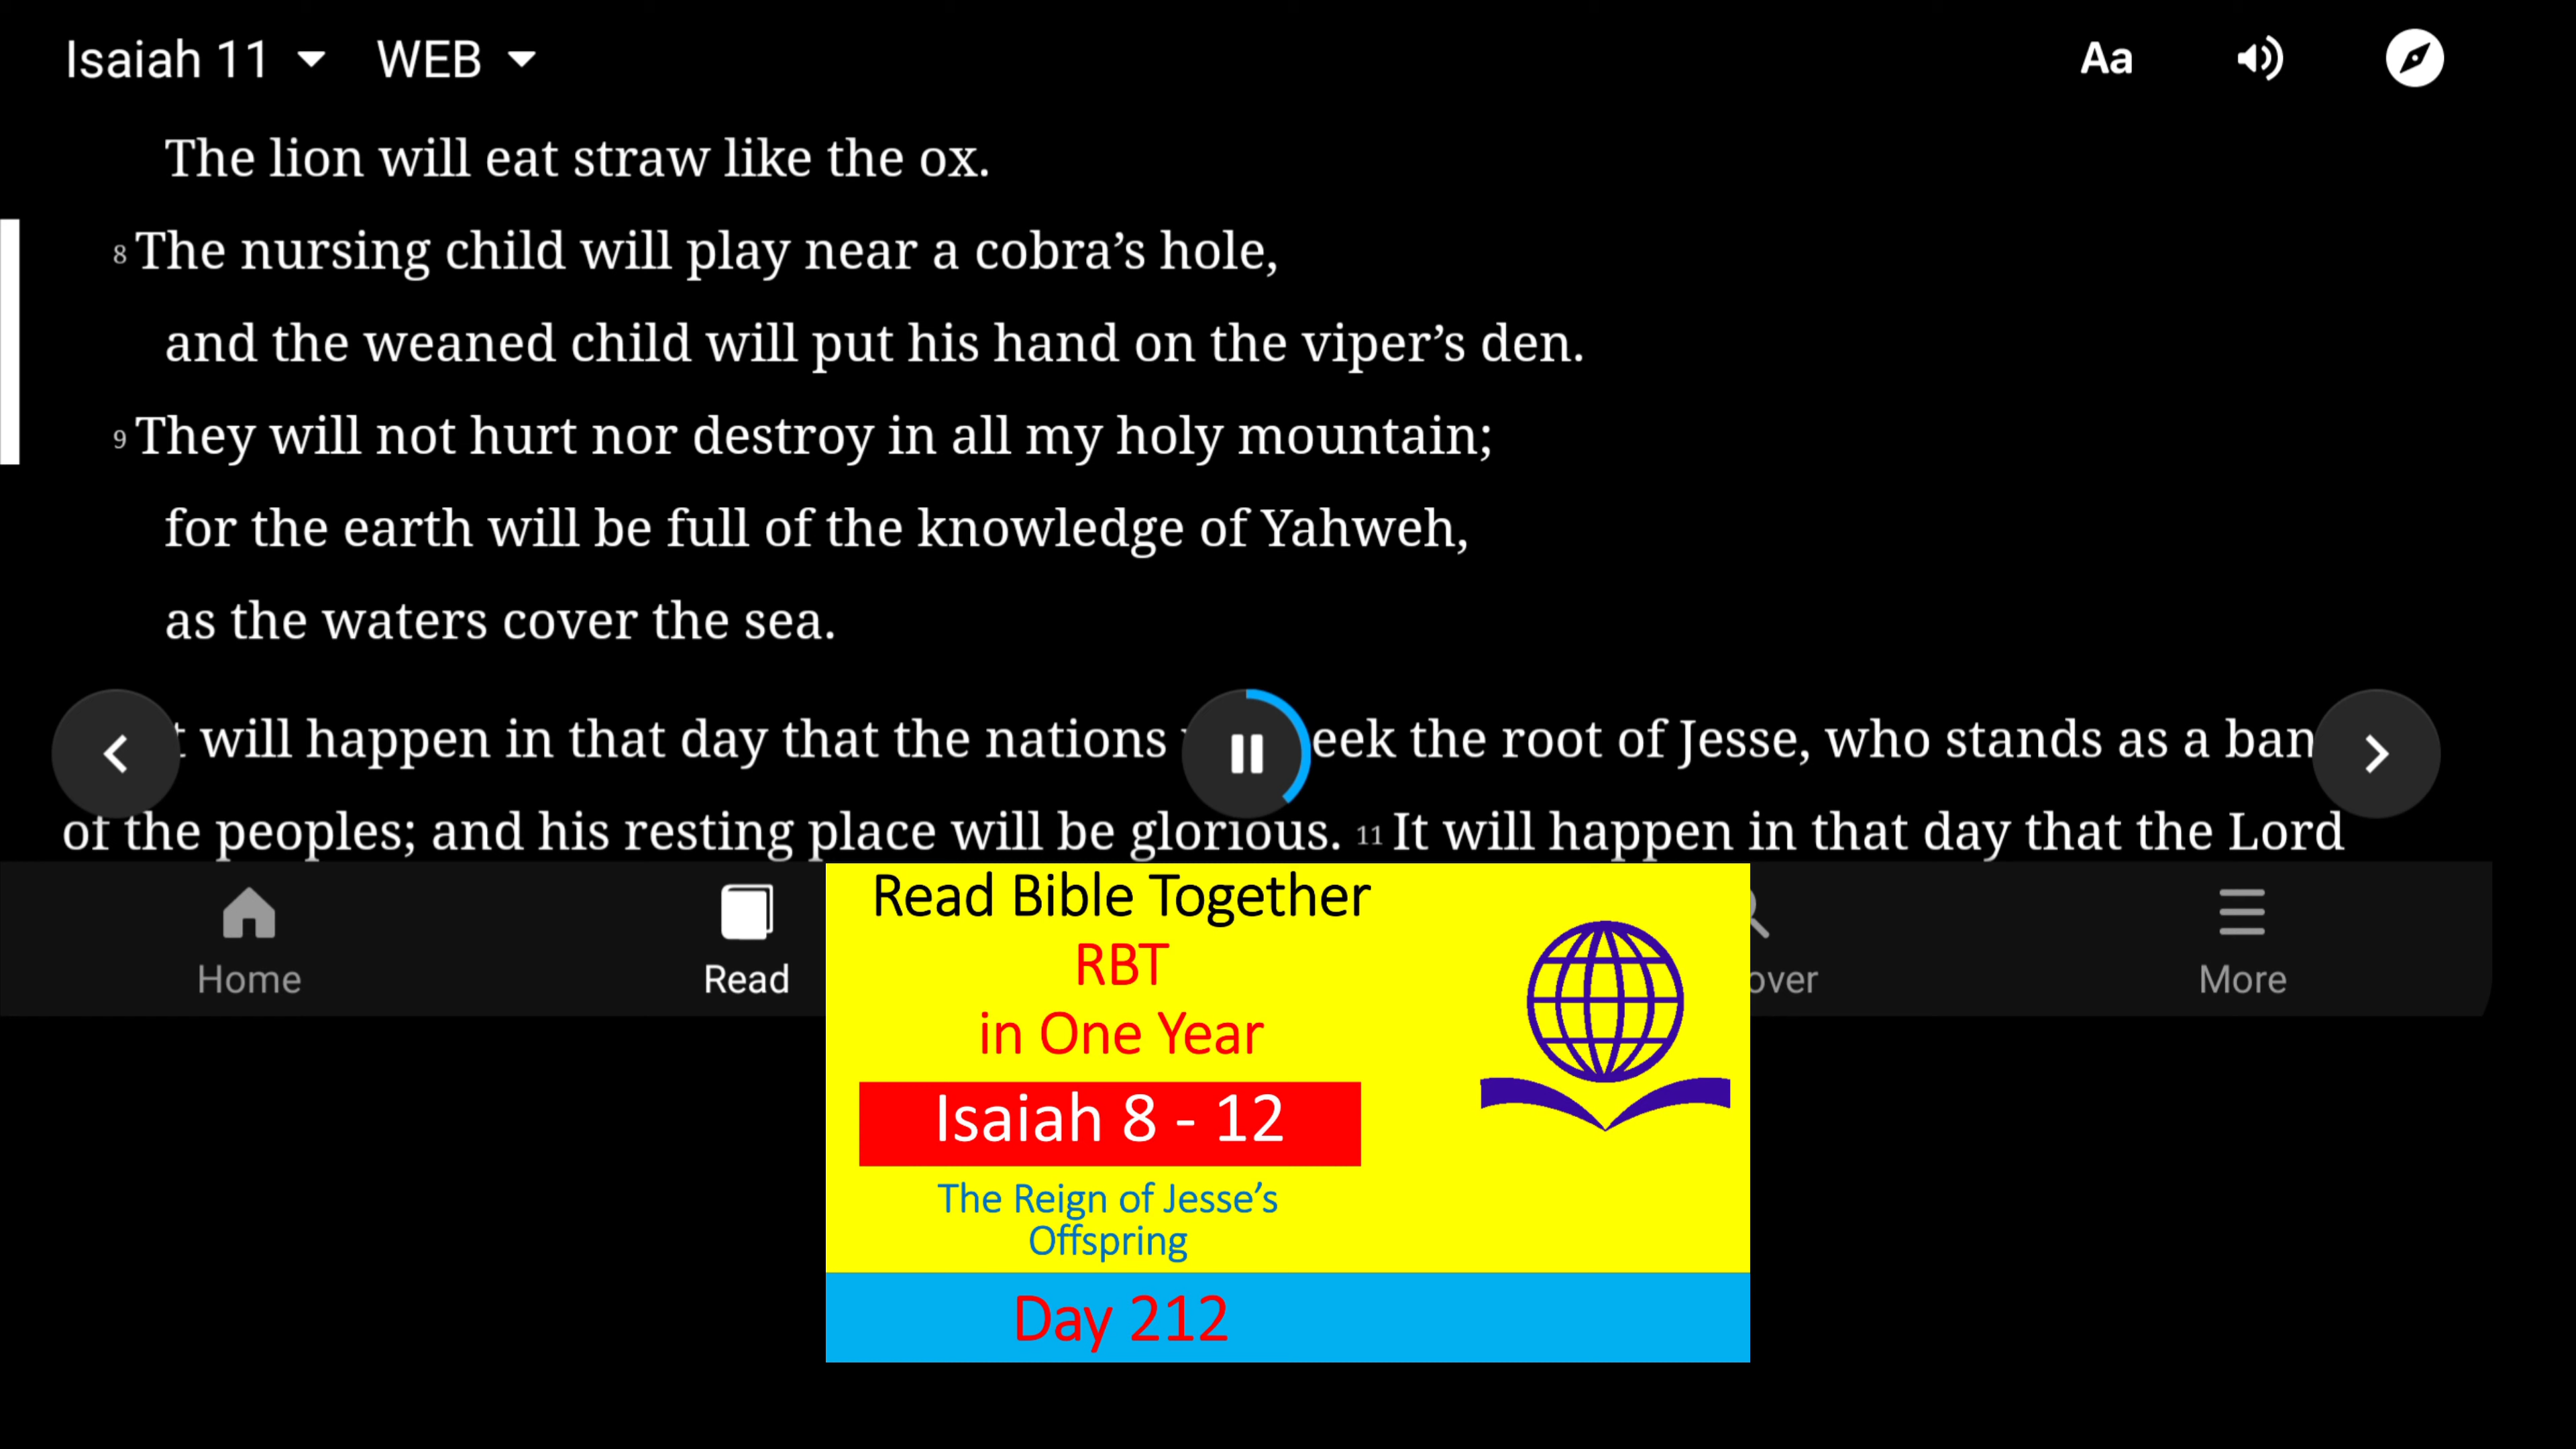 Isaiah 11 WEB Aa
The lion will eat straw like the ox.
8 The nursing child will play near a cobra’s hole,
and the weaned child will put his hand on the viper’s den.
9 They will not hurt nor destroy in all my holy mountain;
for the earth will be full of the knowledge of Yahweh,
as the waters cover the sea.
will happen in that day that the nations the root of Jesse, who stands as a
of the peoples; and his resting place will be glorious. 11 It will happen in that day that the Lord
Home Read More
Read Bible Together
RBT
in One Year
Isaiah 8 - 12
The Reign of Jesse’s
Offspring
Day 212